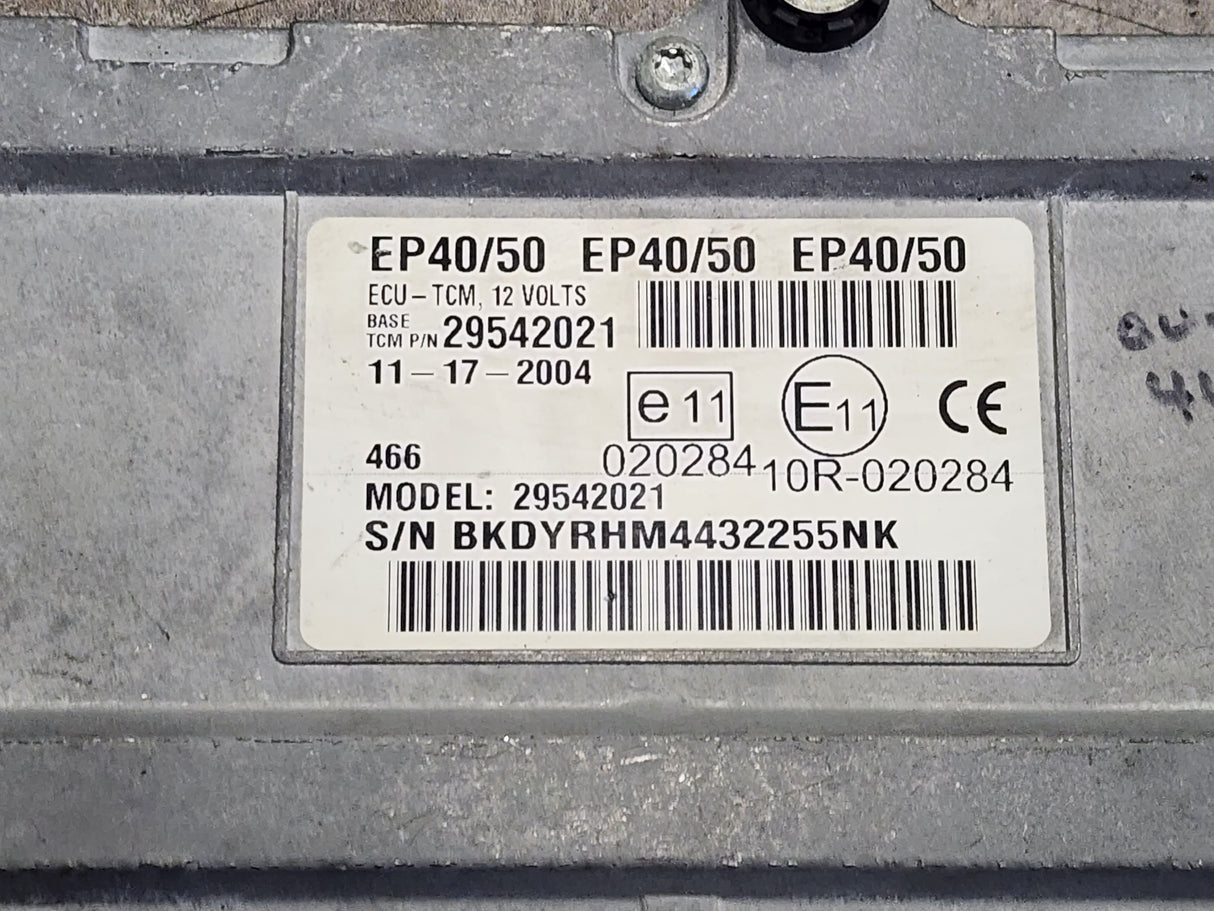 EP40/50 EP40/50 EP40/50
ECU-TCM, 12 VOLTS
BASE
TCM P/N 29542021
11-17-2004
e11
E11
CE
020284
10R-020284
466
MODEL: 29542021
S/N BKDYRHM4432255NK